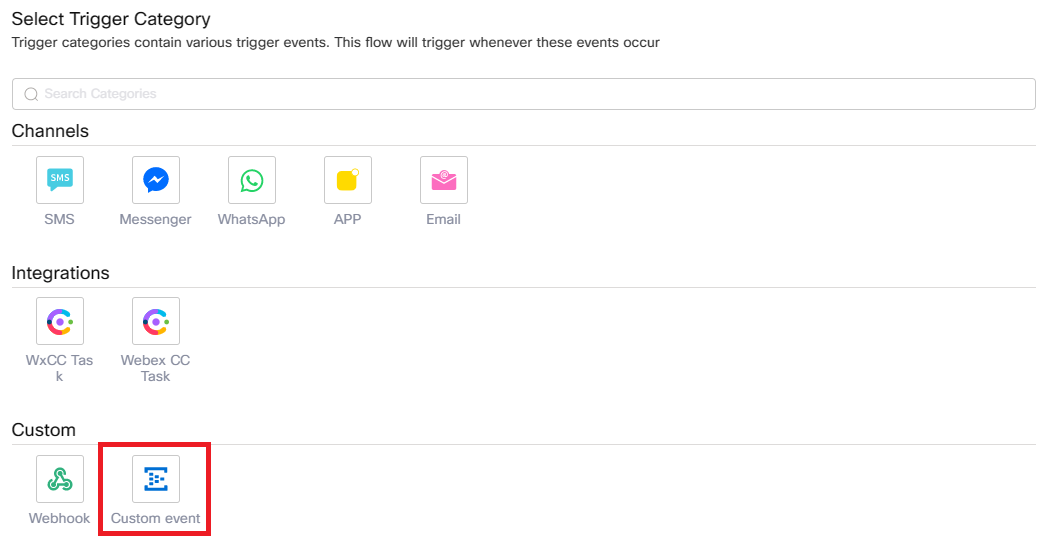 Select Trigger Category
Trigger categories contain various trigger events. This flow will trigger whenever these events occur
Search Categories
Channels
SMS
SMS Messenger WhatsApp APP Email
Integrations
WxCC Tas Webex CC
k Task
Custom
Webhook Custom event